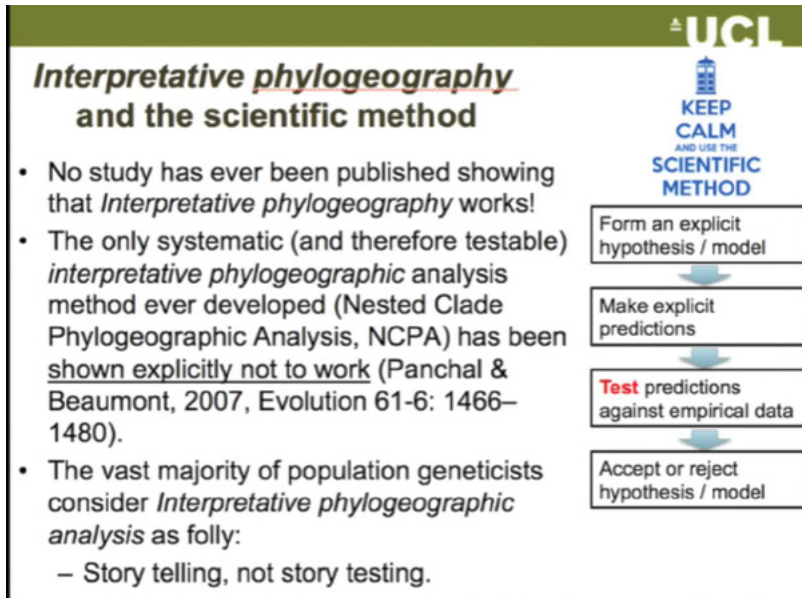 UCL
Interpretative phylogeography
and the scientific method
• No study has ever been published showing
that Interpretative phylogeography works!
• The only systematic (and therefore testable)
interpretative phylogeographic analysis
method ever developed (Nested Clade
Phylogeographic Analysis, NCPA) has been
shown explicitly not to work (Panchal &
Beaumont, 2007, Evolution 61-6: 1466–
1480).
• The vast majority of population geneticists
consider Interpretative phylogeographic
analysis as folly:
– Story telling, not story testing.
KEEP
CALM
AND USE THE
SCIENTIFIC
METHOD
Form an explicit
hypothesis / model
Make explicit
predictions
Test predictions
against empirical data
Accept or reject
hypothesis / model